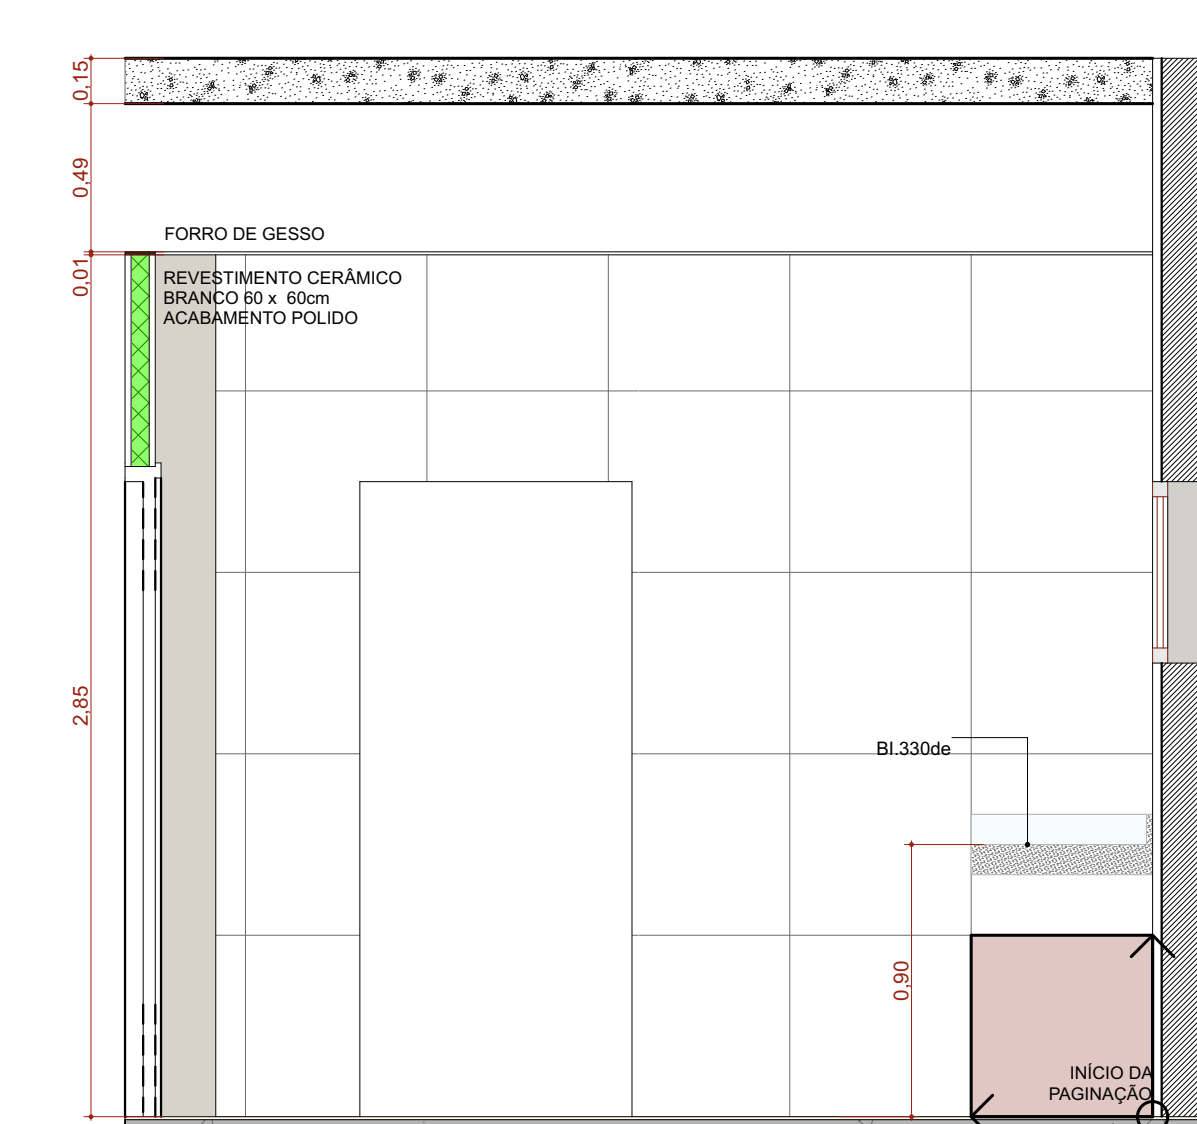 0,15
0,49
FORRO DE GESSO
0,01
REVESTIMENTO CERÂMICO
BRANCO 60 x 60cm
ACABAMENTO POLIDO
2,85
BI.330de
0,90
INÍCIO DA
PAGINAÇÃO